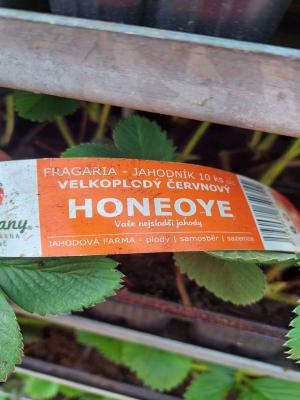 FRAGARIA - JAHODNÍK 10 ks
VELKOPLODÝ ČERVNOVÝ
HONEOYE
Vaše nejsladší jahody
JAHODOVÁ FARMA - plody | samosběr | sazenice